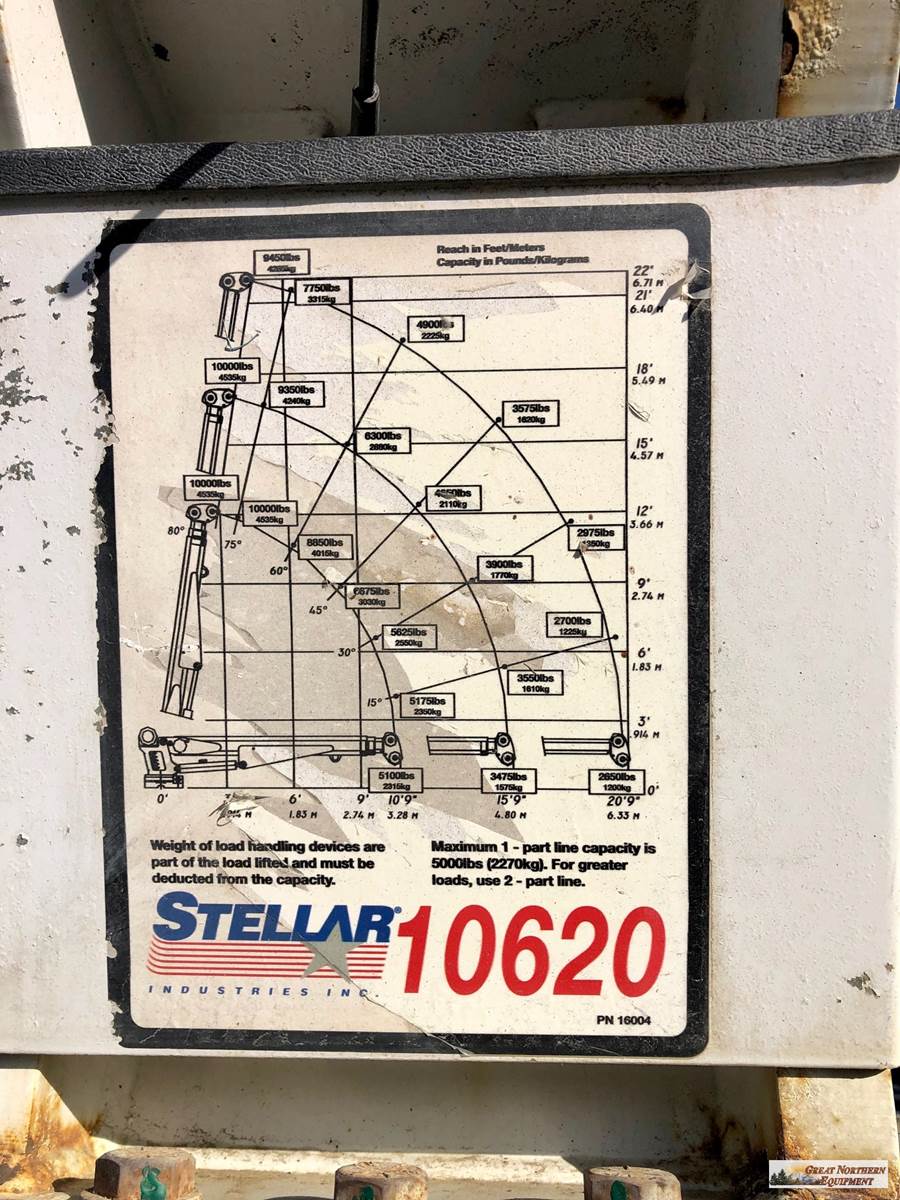 Reach in Feet/Meters
Capacity in Pounds/Kilograms
9450lbs
22'
6.71 M
7750lbs
3315kg
21'
6.40 M
2225kg
10000lbs
4535kg
18'
5.49 M
9350lbs
4240kg
3575lbs
1620kg
6300lbs
2860kg
15'
4.57 M
10000lbs
4535kg
2110kg
10000lbs
4535kg
12'
3.66 M
80°
75°
2975lbs
8850lbs
4015kg
60°
3900lbs
1770kg
9'
2.74 M
3030kg
45°
2700lbs
1225kg
5625lbs
2550kg
30°
6'
1.83 M
3550lbs
1610kg
15°
5175lbs
2350kg
3'
.914 M
5100lbs
2315kg
3475lbs
1575kg
2650lbs
1200kg
0'
0' 6' 9' 10'9" 15'9" 20'9"
1.83 M 2.74 M 3.28 M 4.80 M 6.33 M
Weight of load handling devices are
part of the load lifted and must be
deducted from the capacity.
Maximum 1 - part line capacity is
5000lbs (2270kg). For greater
loads, use 2 - part line.
STELLAR®
INDUSTRIES INC
10620
PN 16004
GREAT NORTHERN
EQUIPMENT